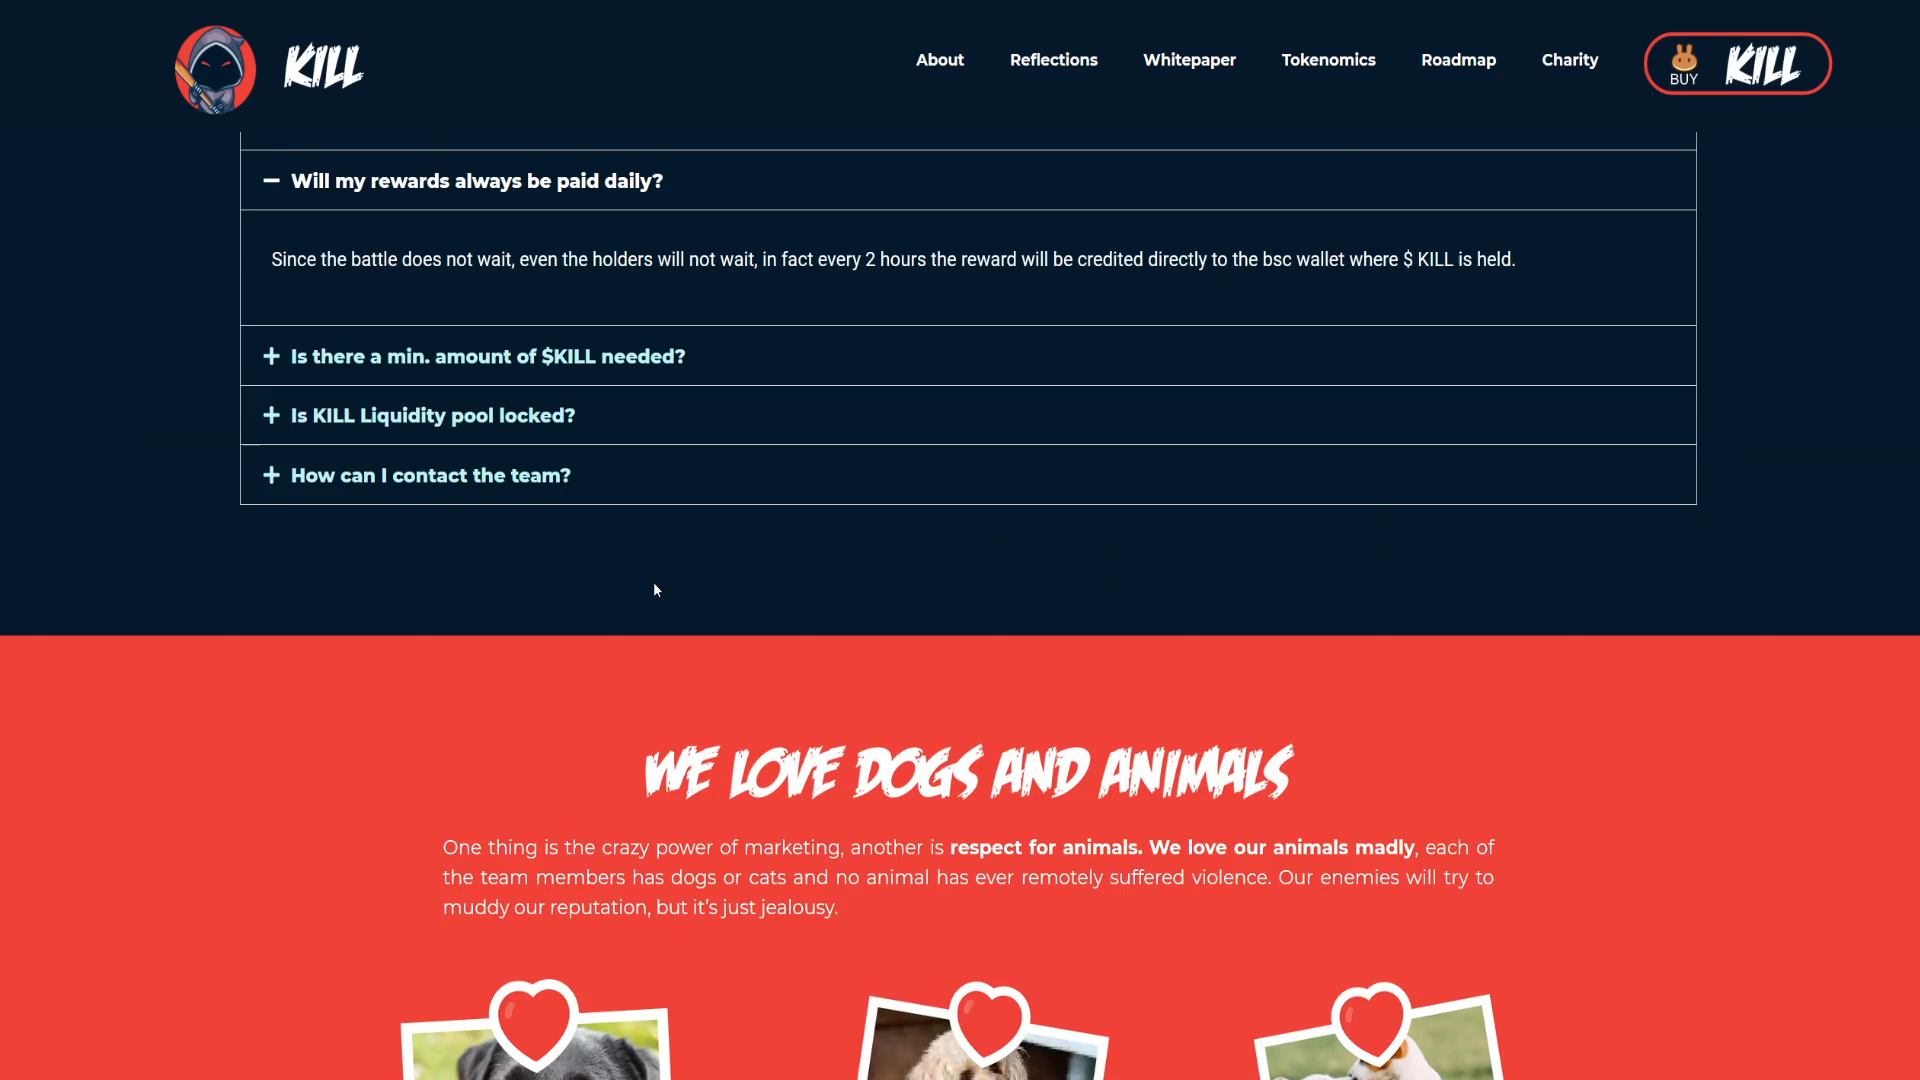 KILL
About Reflections Whitepaper Tokenomics Roadmap Charity
BUY KILL
Will my rewards always be paid daily?
Since the battle does not wait, even the holders will not wait, in fact every 2 hours the reward will be credited directly to the bsc wallet where $ KILL is held.
Is there a min. amount of $KILL needed?
Is KILL Liquidity pool locked?
How can I contact the team?
WE LOVE DOGS AND ANIMALS
One thing is the crazy power of marketing, another is respect for animals. We love our animals madly, each of
the team members has dogs or cats and no animal has ever remotely suffered violence. Our enemies will try to
muddy our reputation, but it's just jealousy.